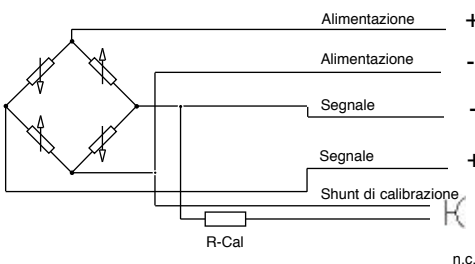 Alimentazione +
Alimentazione -
Segnale -
Segnale +
Shunt di calibrazione
R-Cal
n.c.